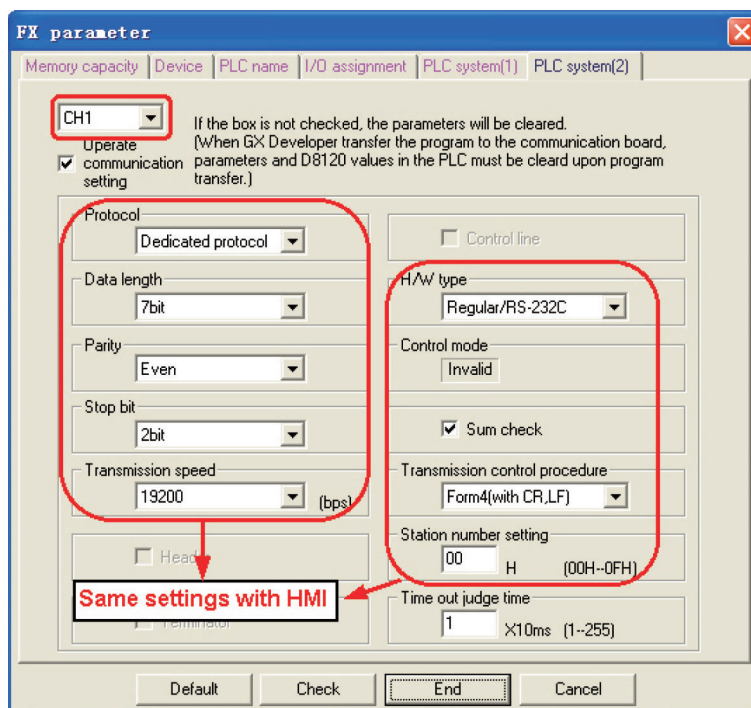 FX parameter
Memory capacity Device PLC name I/O assignment PLC system(1) PLC system(2)
CH1
If the box is not checked, the parameters will be cleared.
(When GX Developer transfer the program to the communication board,
parameters and D8120 values in the PLC must be cleard upon program
transfer.)
Operate
communication
setting
Protocol
Dedicated protocol
Control line
Data length
7bit
H/W type
Regular/RS-232C
Parity
Even
Control mode
Invalid
Stop bit
2bit
Sum check
Transmission speed
19200 (bps)
Transmission control procedure
Form4(with CR,LF)
Station number setting
00 H (00H--0FH)
Heade
Same settings with HMI
Terminator
Time out judge time
1 X10ms (1--255)
Default Check End Cancel